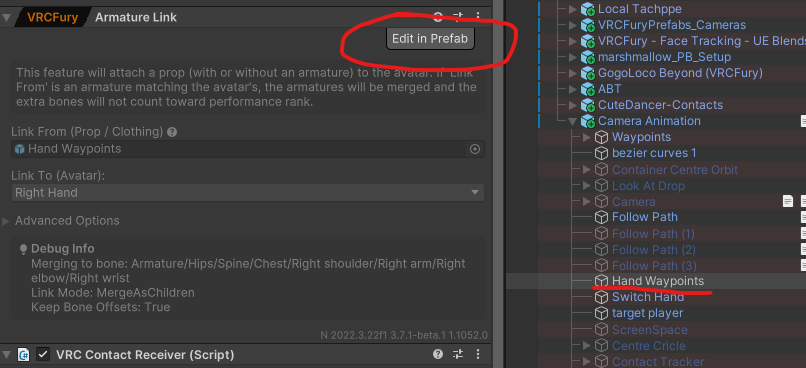 VRCFury Armature Link
Edit in Prefab
This feature will attach a prop (with or without an armature) to the avatar. If 'Link
From' is an armature matching the avatar's, the armatures will be merged and the
extra bones will not count toward performance rank.
Link From (Prop / Clothing)
Hand Waypoints
Link To (Avatar):
Right Hand
Advanced Options
Debug Info
Merging to bone: Armature/Hips/Spine/Chest/Right shoulder/Right arm/Right
elbow/Right wrist
Link Mode: MergeAsChildren
Keep Bone Offsets: True
N 2022.3.22f1 3.7.1-beta.1 1.1052.0
VRC Contact Receiver (Script)
Local Tachppe
VRCFuryPrefabs_Cameras
VRCFury - Face Tracking - UE Blends
marshmallow_PB_Setup
GogoLoco Beyond (VRCFury)
ABT
CuteDancer-Contacts
Camera Animation
Waypoints
bezier curves 1
Container Centre Orbit
Look At Drop
Camera
Follow Path
Follow Path (1)
Follow Path (2)
Follow Path (3)
Hand Waypoints
Switch Hand
target player
ScreenSpace
Centre Cricle
Contact Tracker